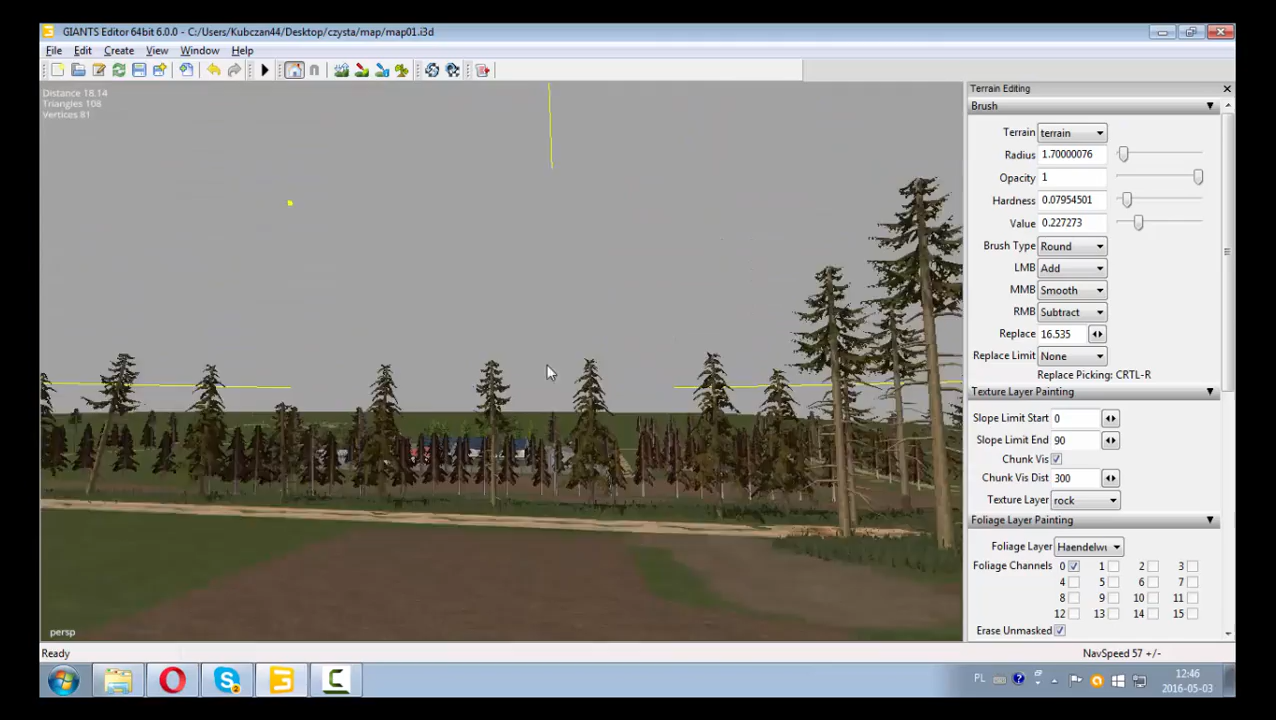 GIANTS Editor 64bit 6.0.0 - C:/Users/Kubczan44/Desktop/czysta/map/map01.i3d
File Edit Create View Window Help
Distance 18.14
Triangles 108
Vertices 81
persp
Terrain Editing
Brush
Terrain terrain
Radius 1.70000076
Opacity 1
Hardness 0.07954501
Value 0.227273
Brush Type Round
LMB Add
MMB Smooth
RMB Subtract
Replace 16.535
Replace Limit None
Replace Picking: CRTL-R
Texture Layer Painting
Slope Limit Start 0
Slope Limit End 90
Chunk Vis
Chunk Vis Dist 300
Texture Layer rock
Foliage Layer Painting
Foliage Layer Haendelwu
Foliage Channels 0 1 2 3
4 5 6 7
8 9 10 11
12 13 14 15
Erase Unmasked
Ready NavSpeed 57 +/-
PL 12:46
2016-05-03